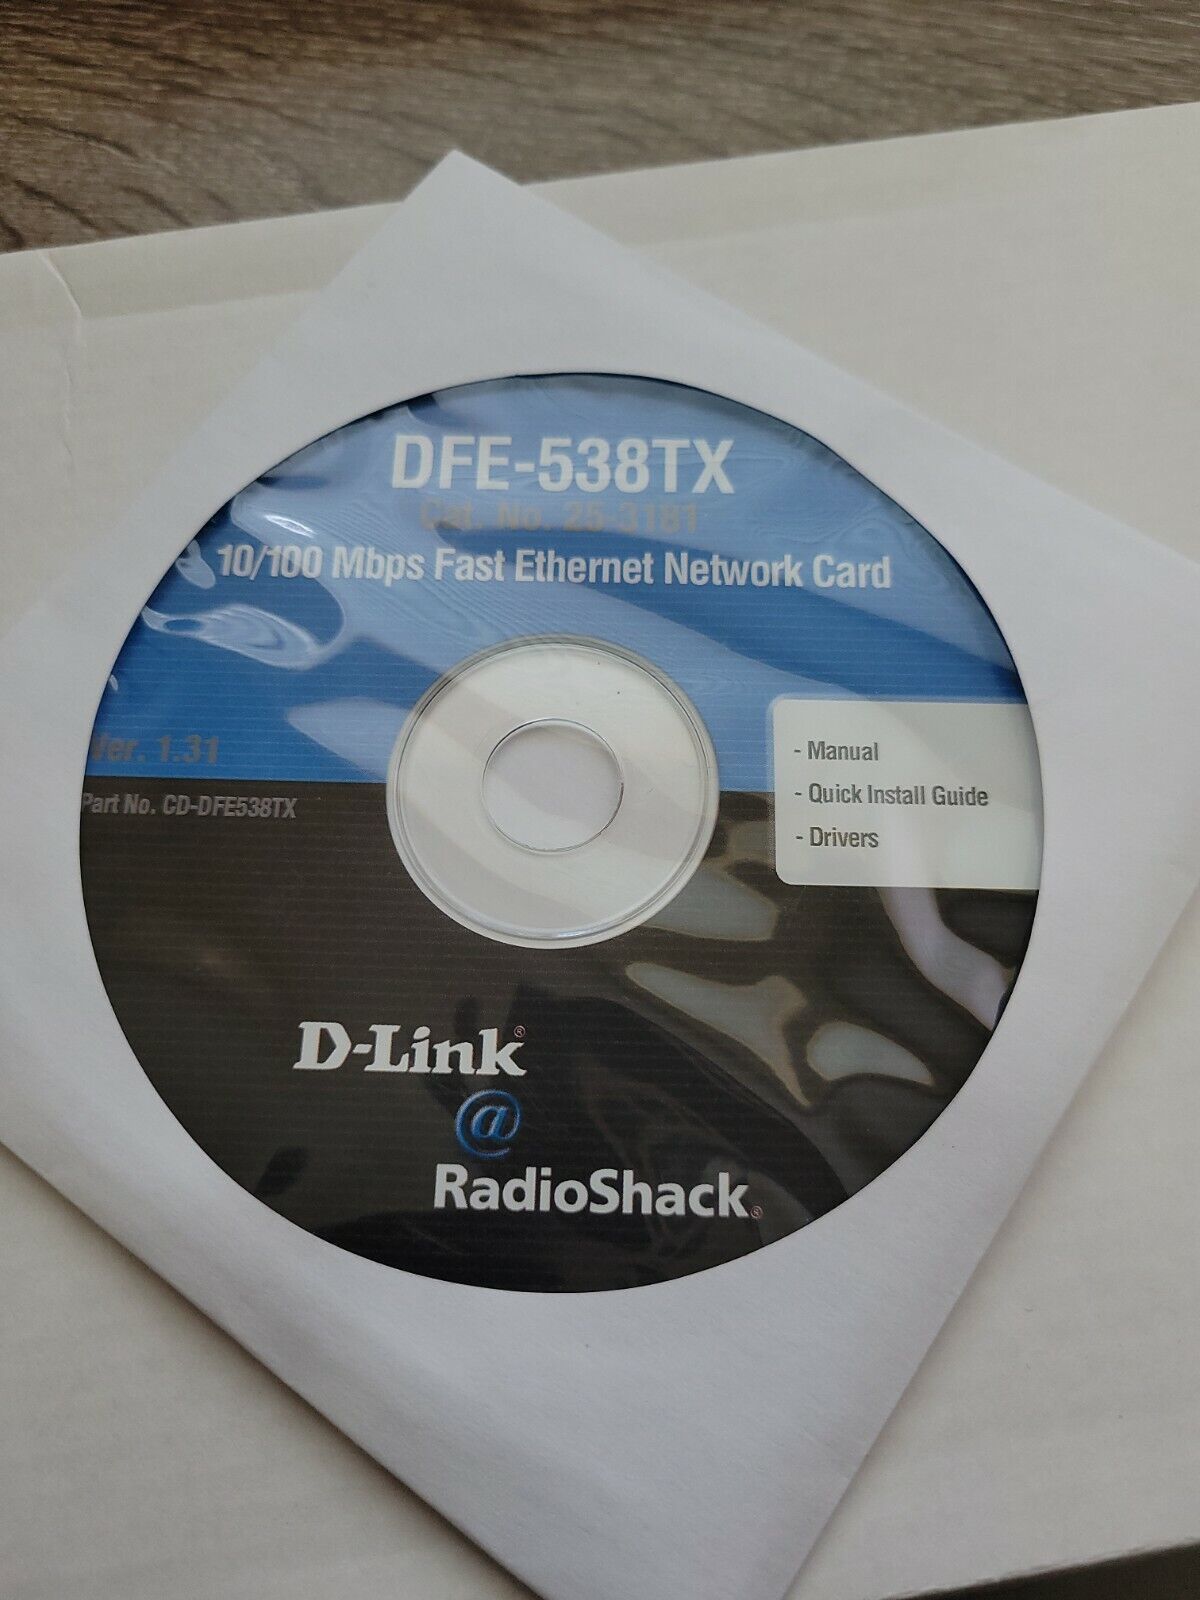 DFE-538TX
Cat. No. 25-3181
10/100 Mbps Fast Ethernet Network Card
Ver. 1.31
Part No. CD-DFE538TX
- Manual
- Quick Install Guide
- Drivers
D-Link®
@
RadioShack®